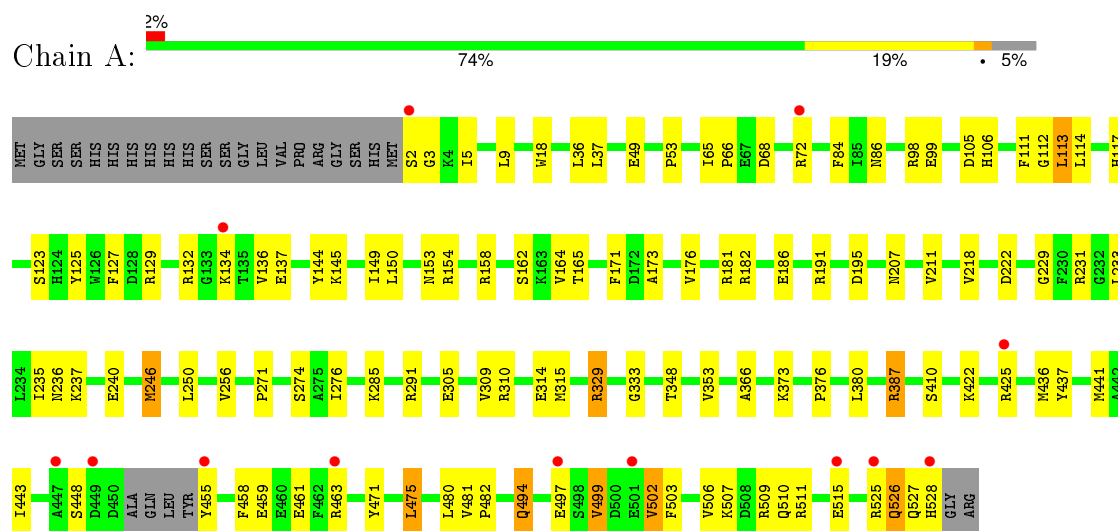 2%
Chain A:
74% 19% • 5%
MET GLY SER SER HIS HIS HIS HIS HIS HIS SER SER GLY LEU VAL PRO ARG GLY SER HIS MET S2 G3 K4 I5 L9 W18 L36 L37 E49 P53 I65 P66 E67 D68 R72 F84 I85 N86 R98 E99 D105 H106 F111 G112 L113 L114 H117
S123 H124 Y125 W126 F127 D128 R129 R132 G133 K134 T135 V136 E137 Y144 K145 I149 L150 N153 R154 R158 S162 K163 V164 T165 F171 D172 A173 V176 R181 R182 E186 R191 D195 N207 V211 V218 D222 G229 F230 R231 G232 L233
L234 I235 N236 K237 E240 M246 L250 V256 P271 S274 A275 I276 K285 R291 E305 V309 R310 E314 M315 R329 G333 T348 V353 A366 K373 P376 L380 R387 S410 K422 R425 M436 Y437 M441 A442
I443 A447 S448 D449 D450 ALA GLN LEU TYR Y455 F458 E459 E460 E461 F462 R463 Y471 L475 L480 V481 P482 Q494 E497 S498 V499 D500 E501 V502 F503 V506 K507 D508 R509 Q510 R511 E515 R525 Q526 Q527 H528 GLY ARG